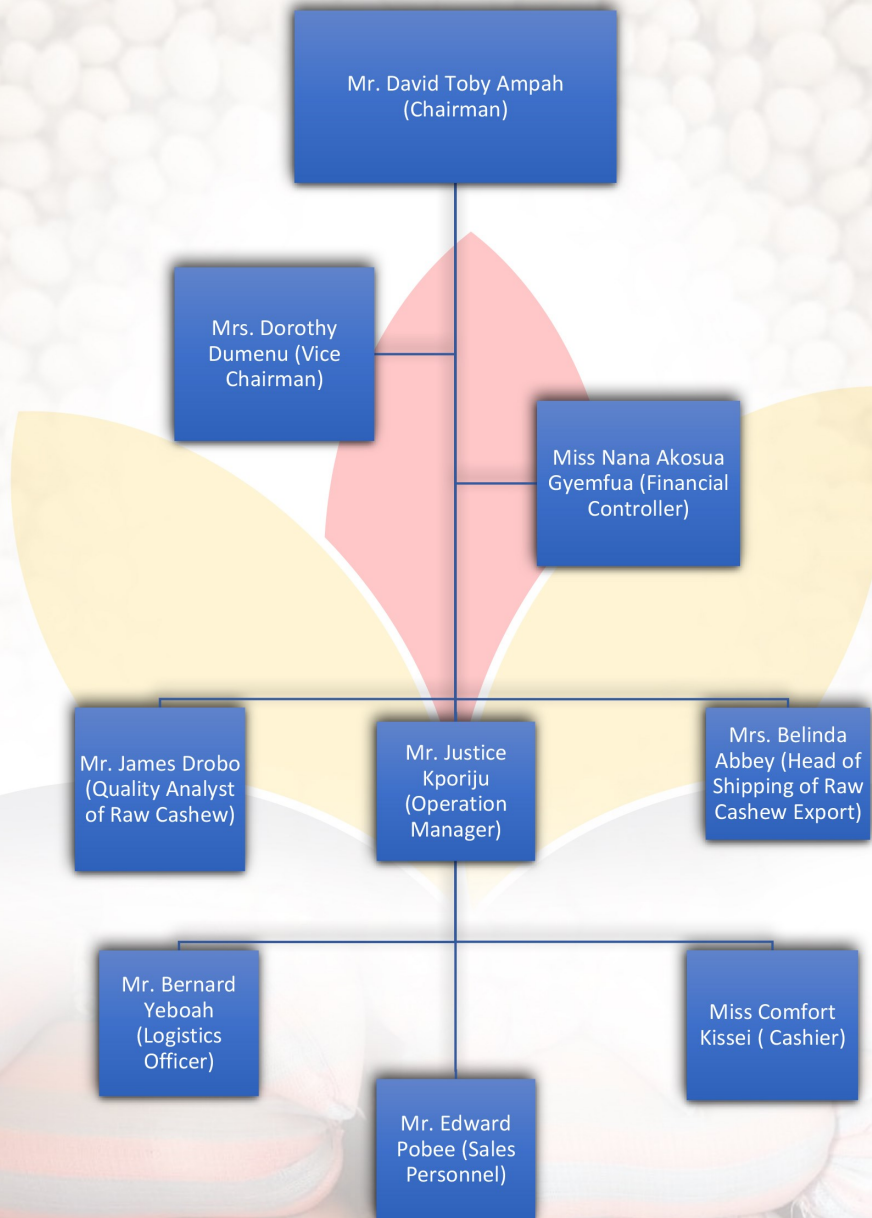 Mr. David Toby Ampah
(Chairman)
Mrs. Dorothy
Dumenu (Vice
Chairman)
Miss Nana Akosua
Gyemfua (Financial
Controller)
Mr. James Drobo
(Quality Analyst
of Raw Cashew)
Mr. Justice
Kporiju
(Operation
Manager)
Mrs. Belinda
Abbey (Head of
Shipping of Raw
Cashew Export)
Mr. Bernard
Yeboah
(Logistics
Officer)
Mr. Edward
Pobee (Sales
Personnel)
Miss Comfort
Kissei ( Cashier)